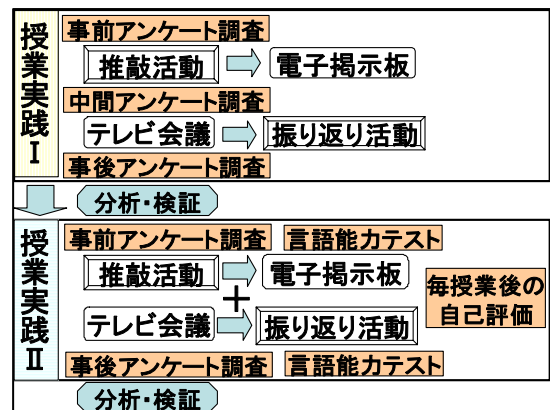 授業実践Ⅰ
事前アンケート調査
推敲活動 電子掲示板
中間アンケート調査
テレビ会議 振り返り活動
事後アンケート調査
分析・検証
授業実践Ⅱ
事前アンケート調査 言語能力テスト
推敲活動 電子掲示板
+
テレビ会議 振り返り活動
毎授業後の
自己評価
事後アンケート調査 言語能力テスト
分析・検証